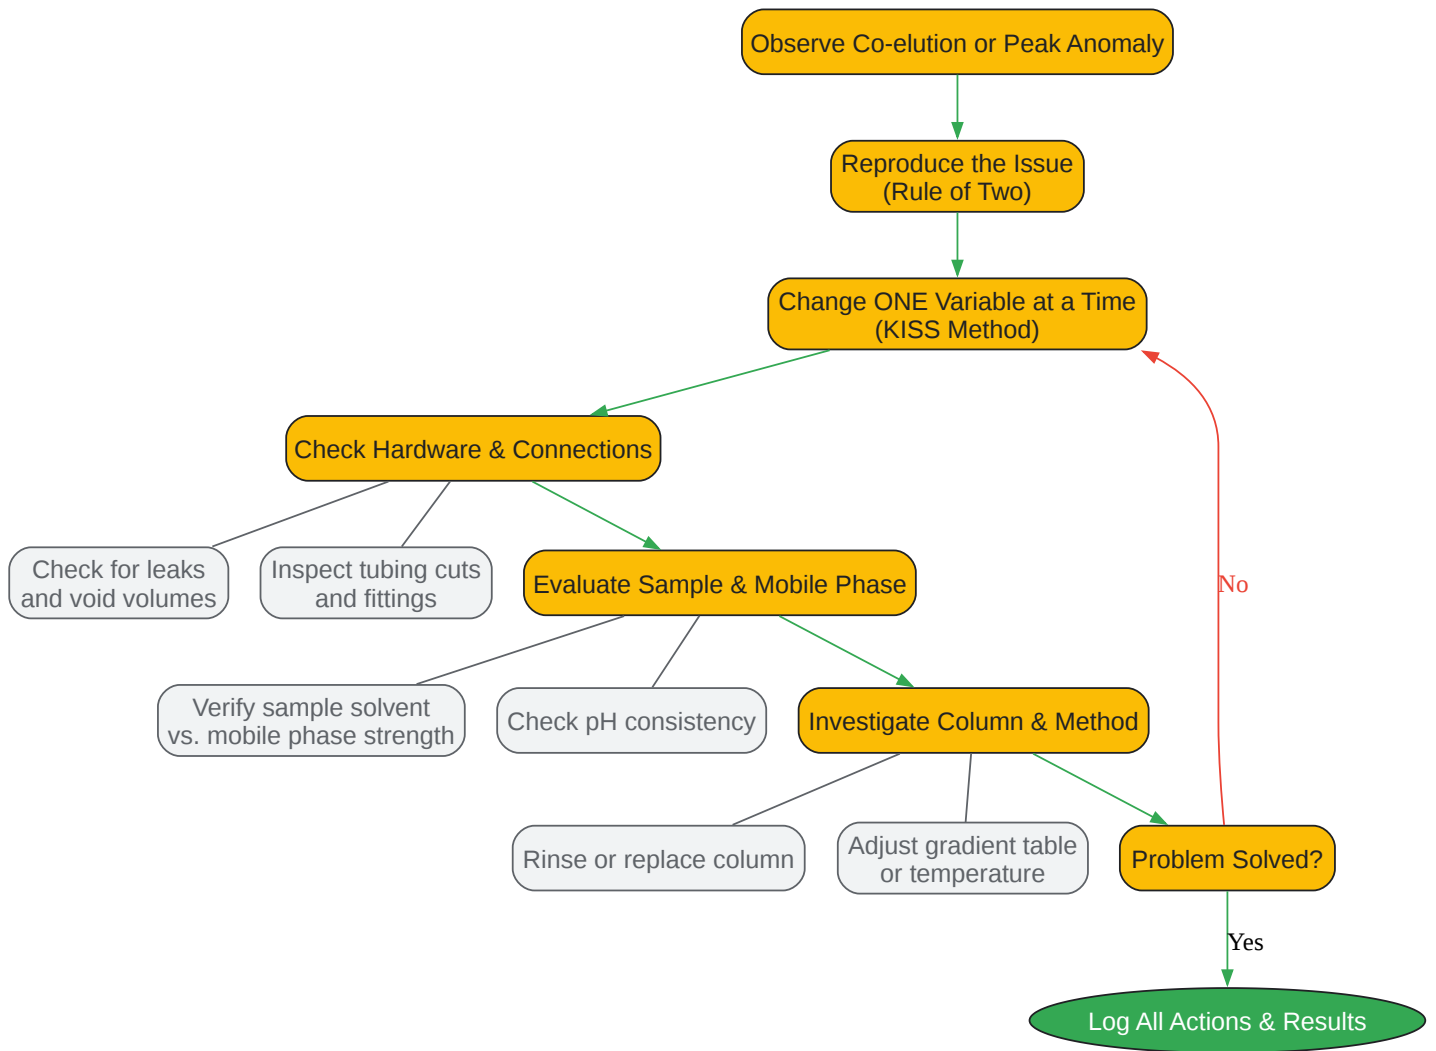 Observe Co-elution or Peak Anomaly
Reproduce the Issue
(Rule of Two)
Change ONE Variable at a Time
(KISS Method)
Check Hardware & Connections
Check for leaks
and void volumes
Inspect tubing cuts
and fittings
Evaluate Sample & Mobile Phase
No
Verify sample solvent
vs. mobile phase strength
Check pH consistency
Investigate Column & Method
Rinse or replace column
Adjust gradient table
or temperature
Problem Solved?
Yes
Log All Actions & Results